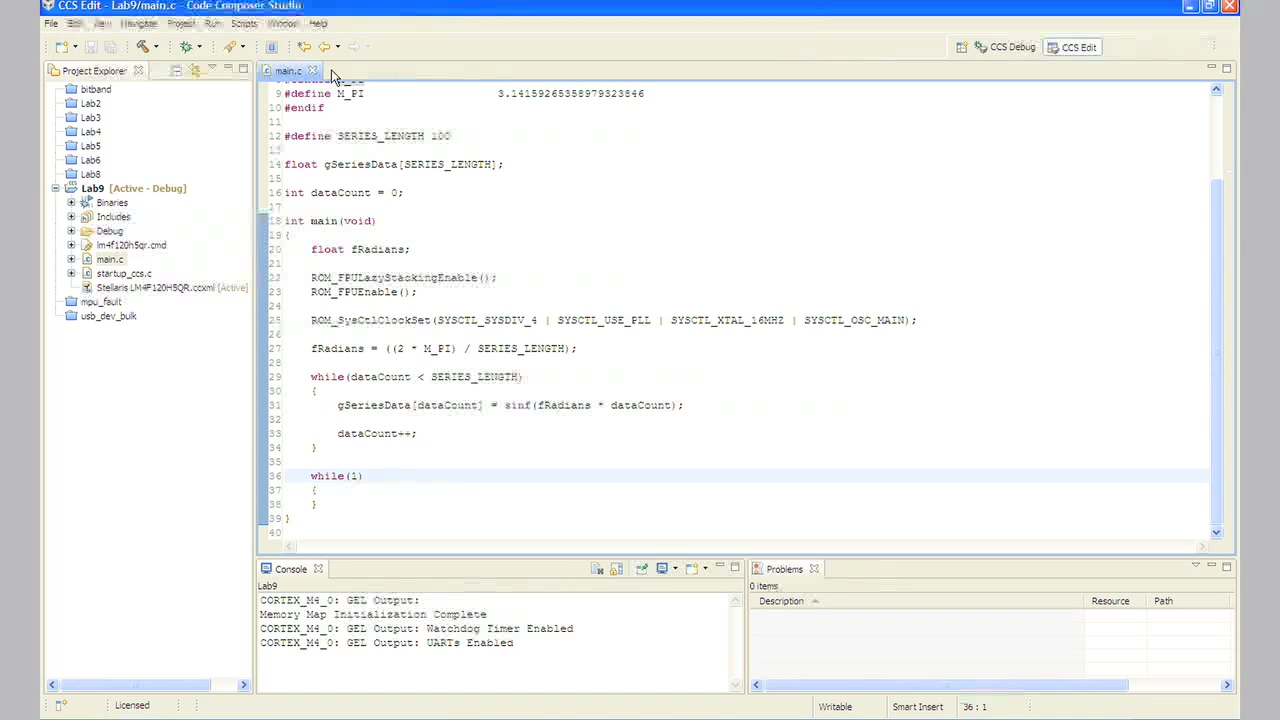 CCS Edit - Lab9/main.c - Code Composer Studio
File Edit View Navigate Project Run Scripts Window Help
CCS Debug CCS Edit
Project Explorer
bitband
Lab2
Lab3
Lab4
Lab5
Lab6
Lab8
Lab9 [Active - Debug]
Binaries
Includes
Debug
lm4f120h5qr.cmd
main.c
startup_ccs.c
Stellaris LM4F120H5QR.ccxml [Active]
mpu_fault
usb_dev_bulk
main.c
9 #define M_PI 3.14159265358979323846
10 #endif
11
12 #define SERIES_LENGTH 100
13
14 float gSeriesData[SERIES_LENGTH];
15
16 int dataCount = 0;
17
18 int main(void)
19 {
20 float fRadians;
21
22 ROM_FPULazyStackingEnable();
23 ROM_FPUEnable();
24
25 ROM_SysCtlClockSet(SYSCTL_SYSDIV_4 | SYSCTL_USE_PLL | SYSCTL_XTAL_16MHZ | SYSCTL_OSC_MAIN);
26
27 fRadians = ((2 * M_PI) / SERIES_LENGTH);
28
29 while(dataCount < SERIES_LENGTH)
30 {
31 gSeriesData[dataCount] = sinf(fRadians * dataCount);
32
33 dataCount++;
34 }
35
36 while(1)
37 {
38 }
39 }
40
Console
Lab9
CORTEX_M4_0: GEL Output:
Memory Map Initialization Complete
CORTEX_M4_0: GEL Output: Watchdog Timer Enabled
CORTEX_M4_0: GEL Output: UARTs Enabled
Problems
0 items
Description Resource Path
Licensed Writable Smart Insert 36 : 1